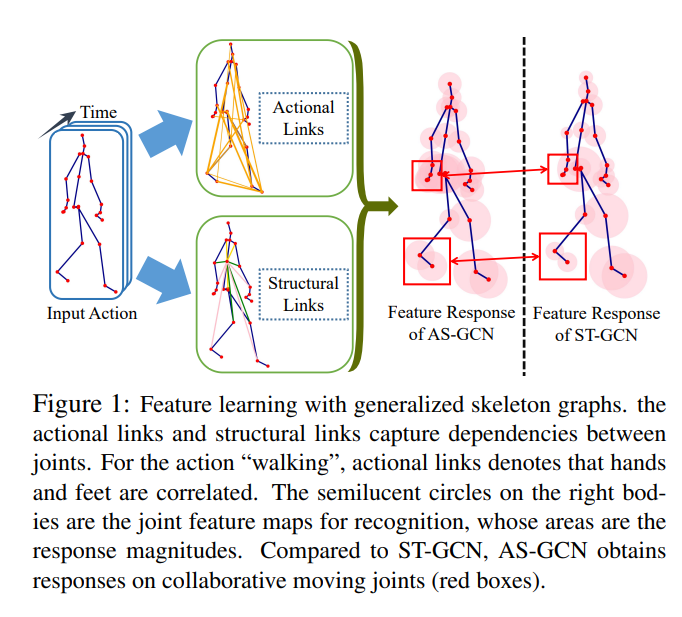 Time
Input Action
Actional
Links
Structural
Links
Feature Response
of AS-GCN
Feature Response
of ST-GCN
Figure 1: Feature learning with generalized skeleton graphs. the
actional links and structural links capture dependencies between
joints. For the action “walking”, actional links denotes that hands
and feet are correlated. The semilucent circles on the right bod-
ies are the joint feature maps for recognition, whose areas are the
response magnitudes. Compared to ST-GCN, AS-GCN obtains
responses on collaborative moving joints (red boxes).